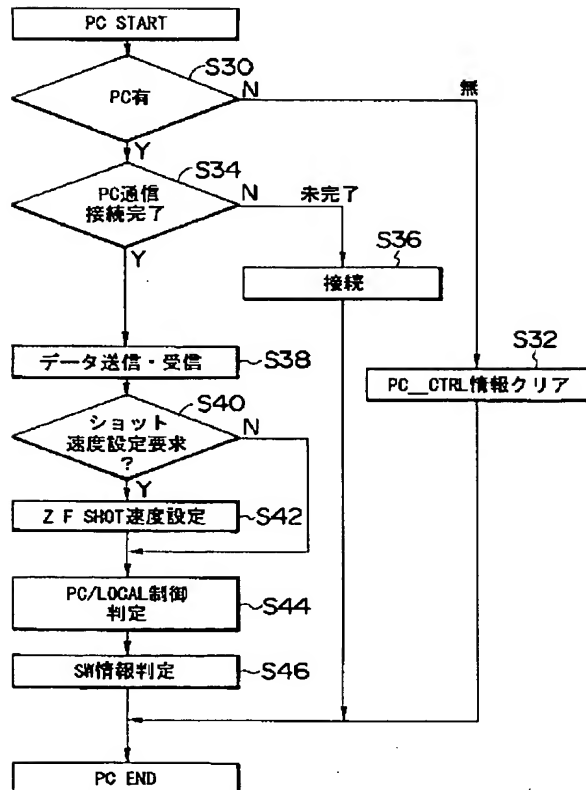 PC START
S30
PC有
N
無
Y
S34
PC通信
接続完了
N
未完了
Y
S36
接続
S32
PC__CTRL情報クリア
データ送信・受信
S38
S40
ショット
速度設定要求
?
N
Y
Z F SHOT速度設定
S42
PC/LOCAL制御
判定
S44
SW情報判定
S46
PC END